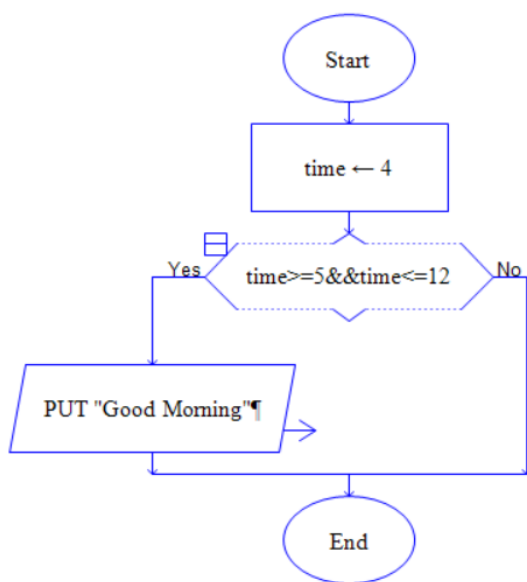 Start
time ← 4
Yes
time>=5&&time<=12
No
PUT "Good Morning"¶
End